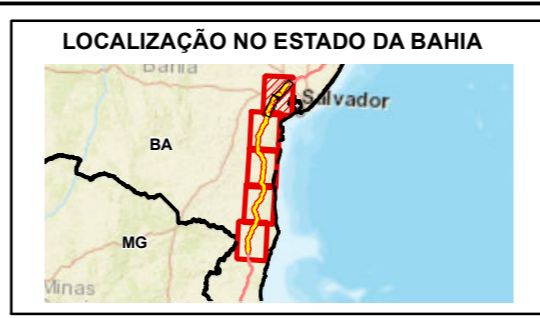 LOCALIZAÇÃO NO ESTADO DA BAHIA
Bahia
Salvador
BA
MG
Minas